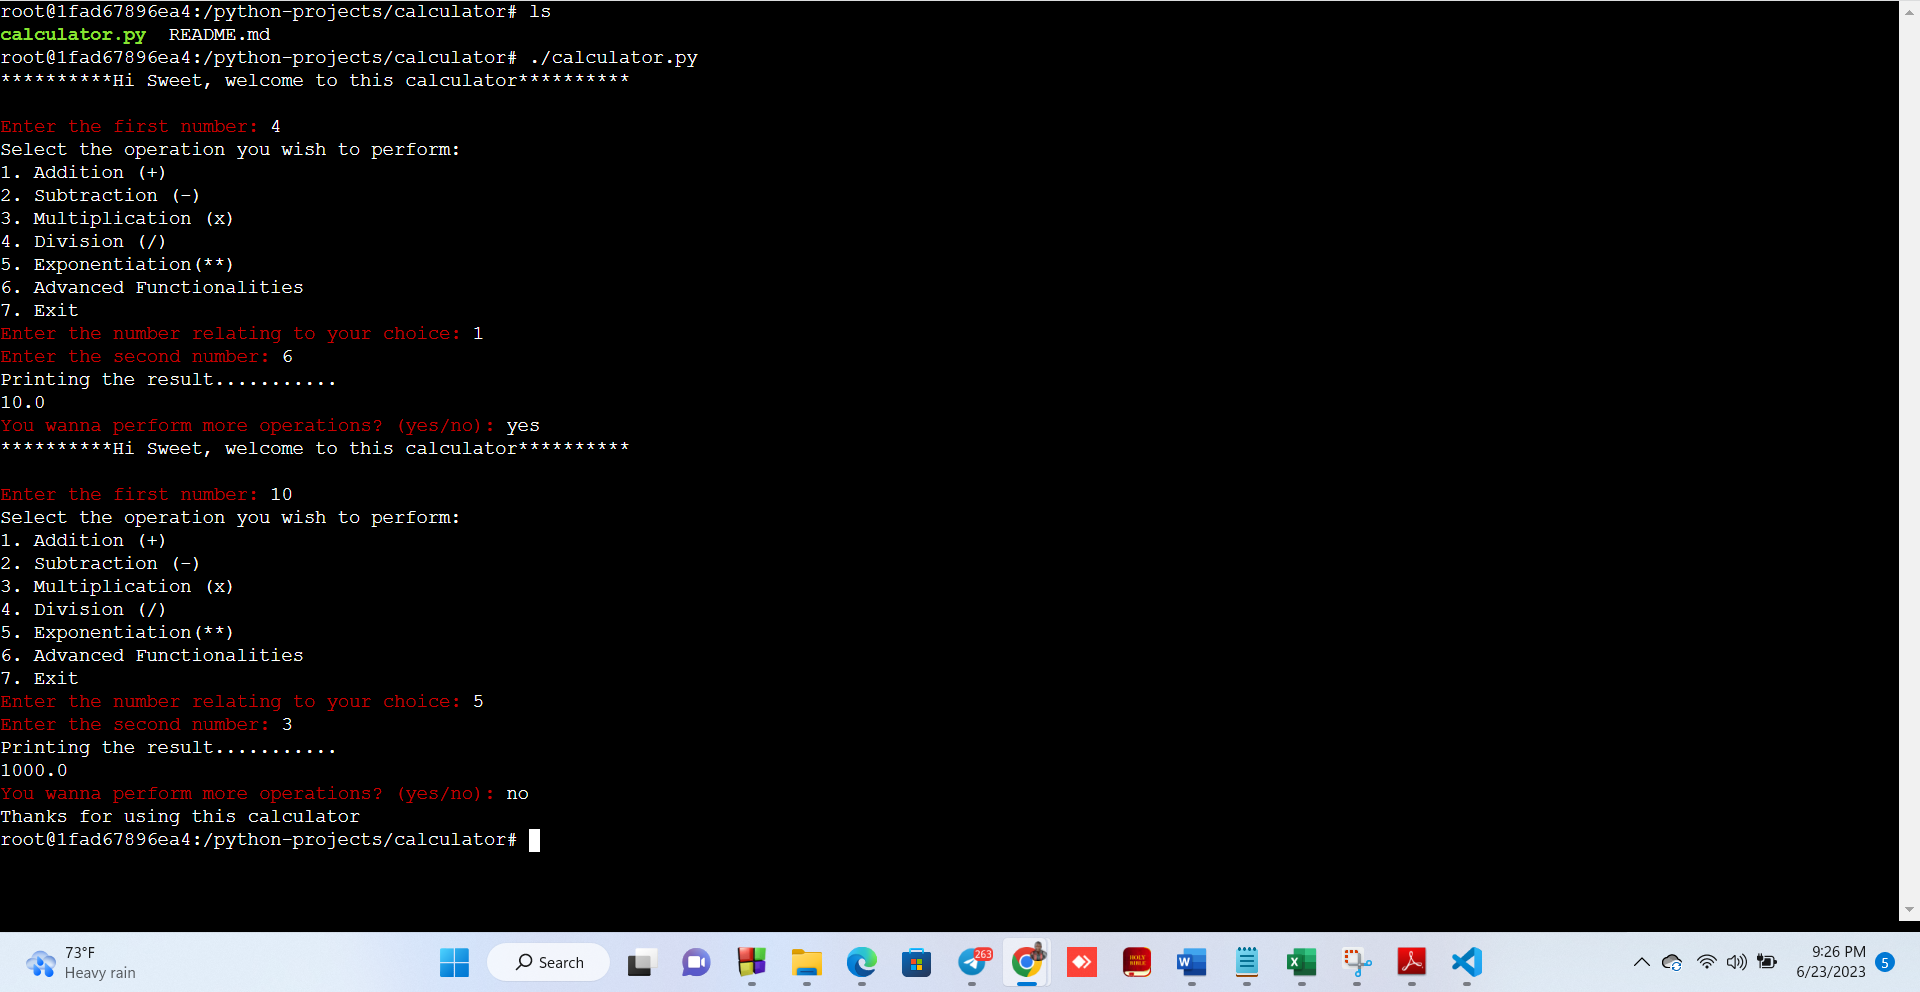 root@1fad67896ea4:/python-projects/calculator# ls
calculator.py  README.md
root@1fad67896ea4:/python-projects/calculator# ./calculator.py
**********Hi Sweet, welcome to this calculator**********
Enter the first number: 4
Select the operation you wish to perform:
1. Addition (+)
2. Subtraction (-)
3. Multiplication (x)
4. Division (/)
5. Exponentiation(**)
6. Advanced Functionalities
7. Exit
Enter the number relating to your choice: 1
Enter the second number: 6
Printing the result...........
10.0
You wanna perform more operations? (yes/no): yes
**********Hi Sweet, welcome to this calculator**********
Enter the first number: 10
Select the operation you wish to perform:
1. Addition (+)
2. Subtraction (-)
3. Multiplication (x)
4. Division (/)
5. Exponentiation(**)
6. Advanced Functionalities
7. Exit
Enter the number relating to your choice: 5
Enter the second number: 3
Printing the result...........
1000.0
You wanna perform more operations? (yes/no): no
Thanks for using this calculator
root@1fad67896ea4:/python-projects/calculator#
73°F
Heavy rain
Search
263
HOLY BIBLE
W
X
9:26 PM
6/23/2023
5